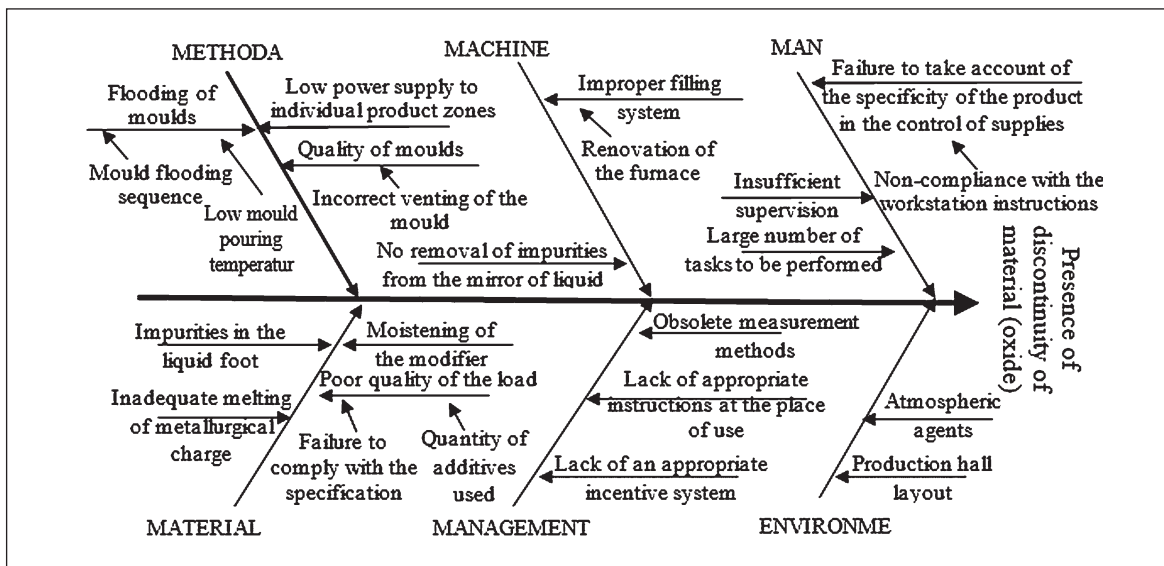 METHODA
Flooding of
moulds
Low power supply to
individual product zones
Quality of moulds
Mould flooding
sequence
Low mould
pouring
temperatur
Incorrect venting of the
mould
MACHINE
Improper filling
system
Renovation of
the furnace
No removal of impurities
from the mirror of liquid
MAN
Failure to take account of
the specificity of the product
in the control of supplies
Non-compliance with the
workstation instructions
Insufficient
supervision
Large number of
tasks to be performed
Presence of
discontinuity of
material (oxide)
Impurities in the
liquid foot
Moistening of
the modifier
Poor quality of the load
Inadequate melting
of metallurgical
charge
Failure to
comply with the
specification
Quantity of
additives
used
MATERIAL
Obsolete measurement
methods
Lack of appropriate
instructions at the place
of use
Lack of an appropriate
incentive system
MANAGEMENT
Atmospheric
agents
Production hall
layout
ENVIRONME